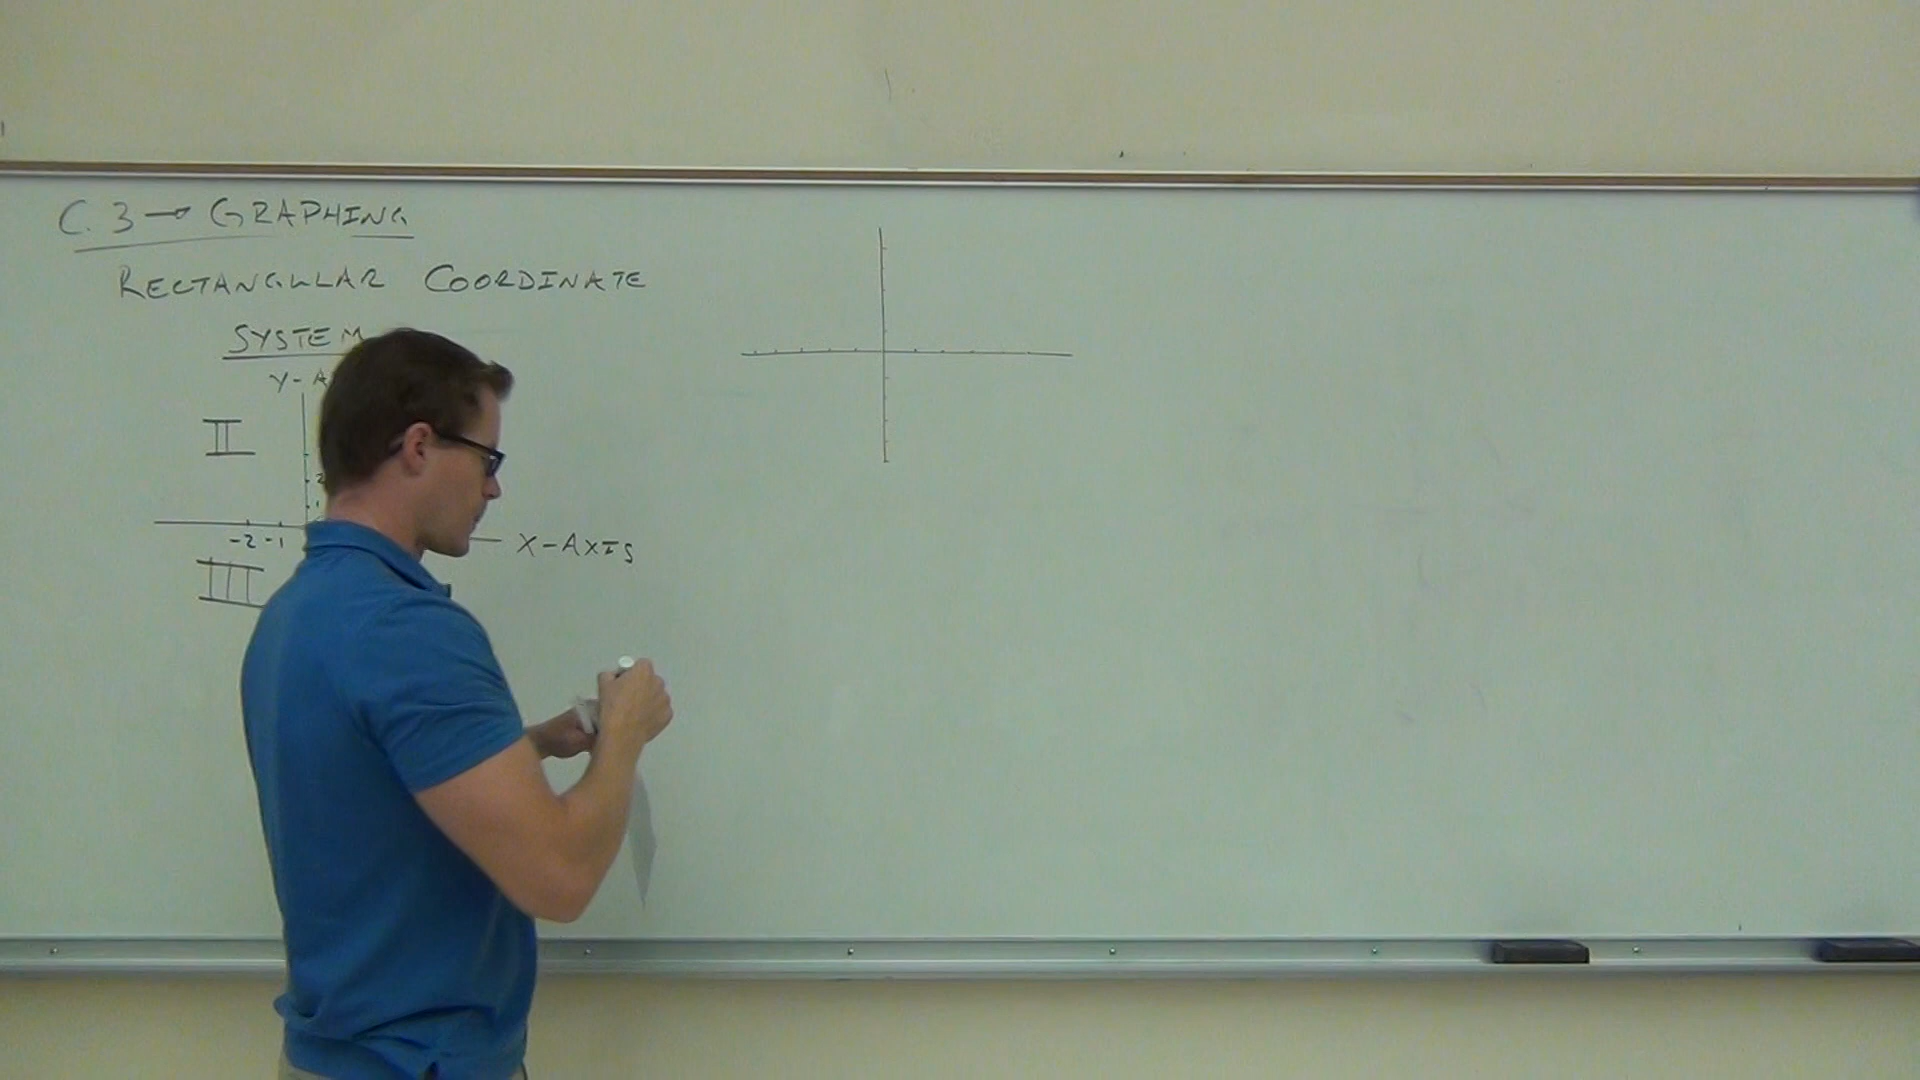 C.3 → GRAPHING
RECTANGULAR COORDINATE
SYSTEM
Y-A
II
2
1
-2 -1
X-AXIS
III